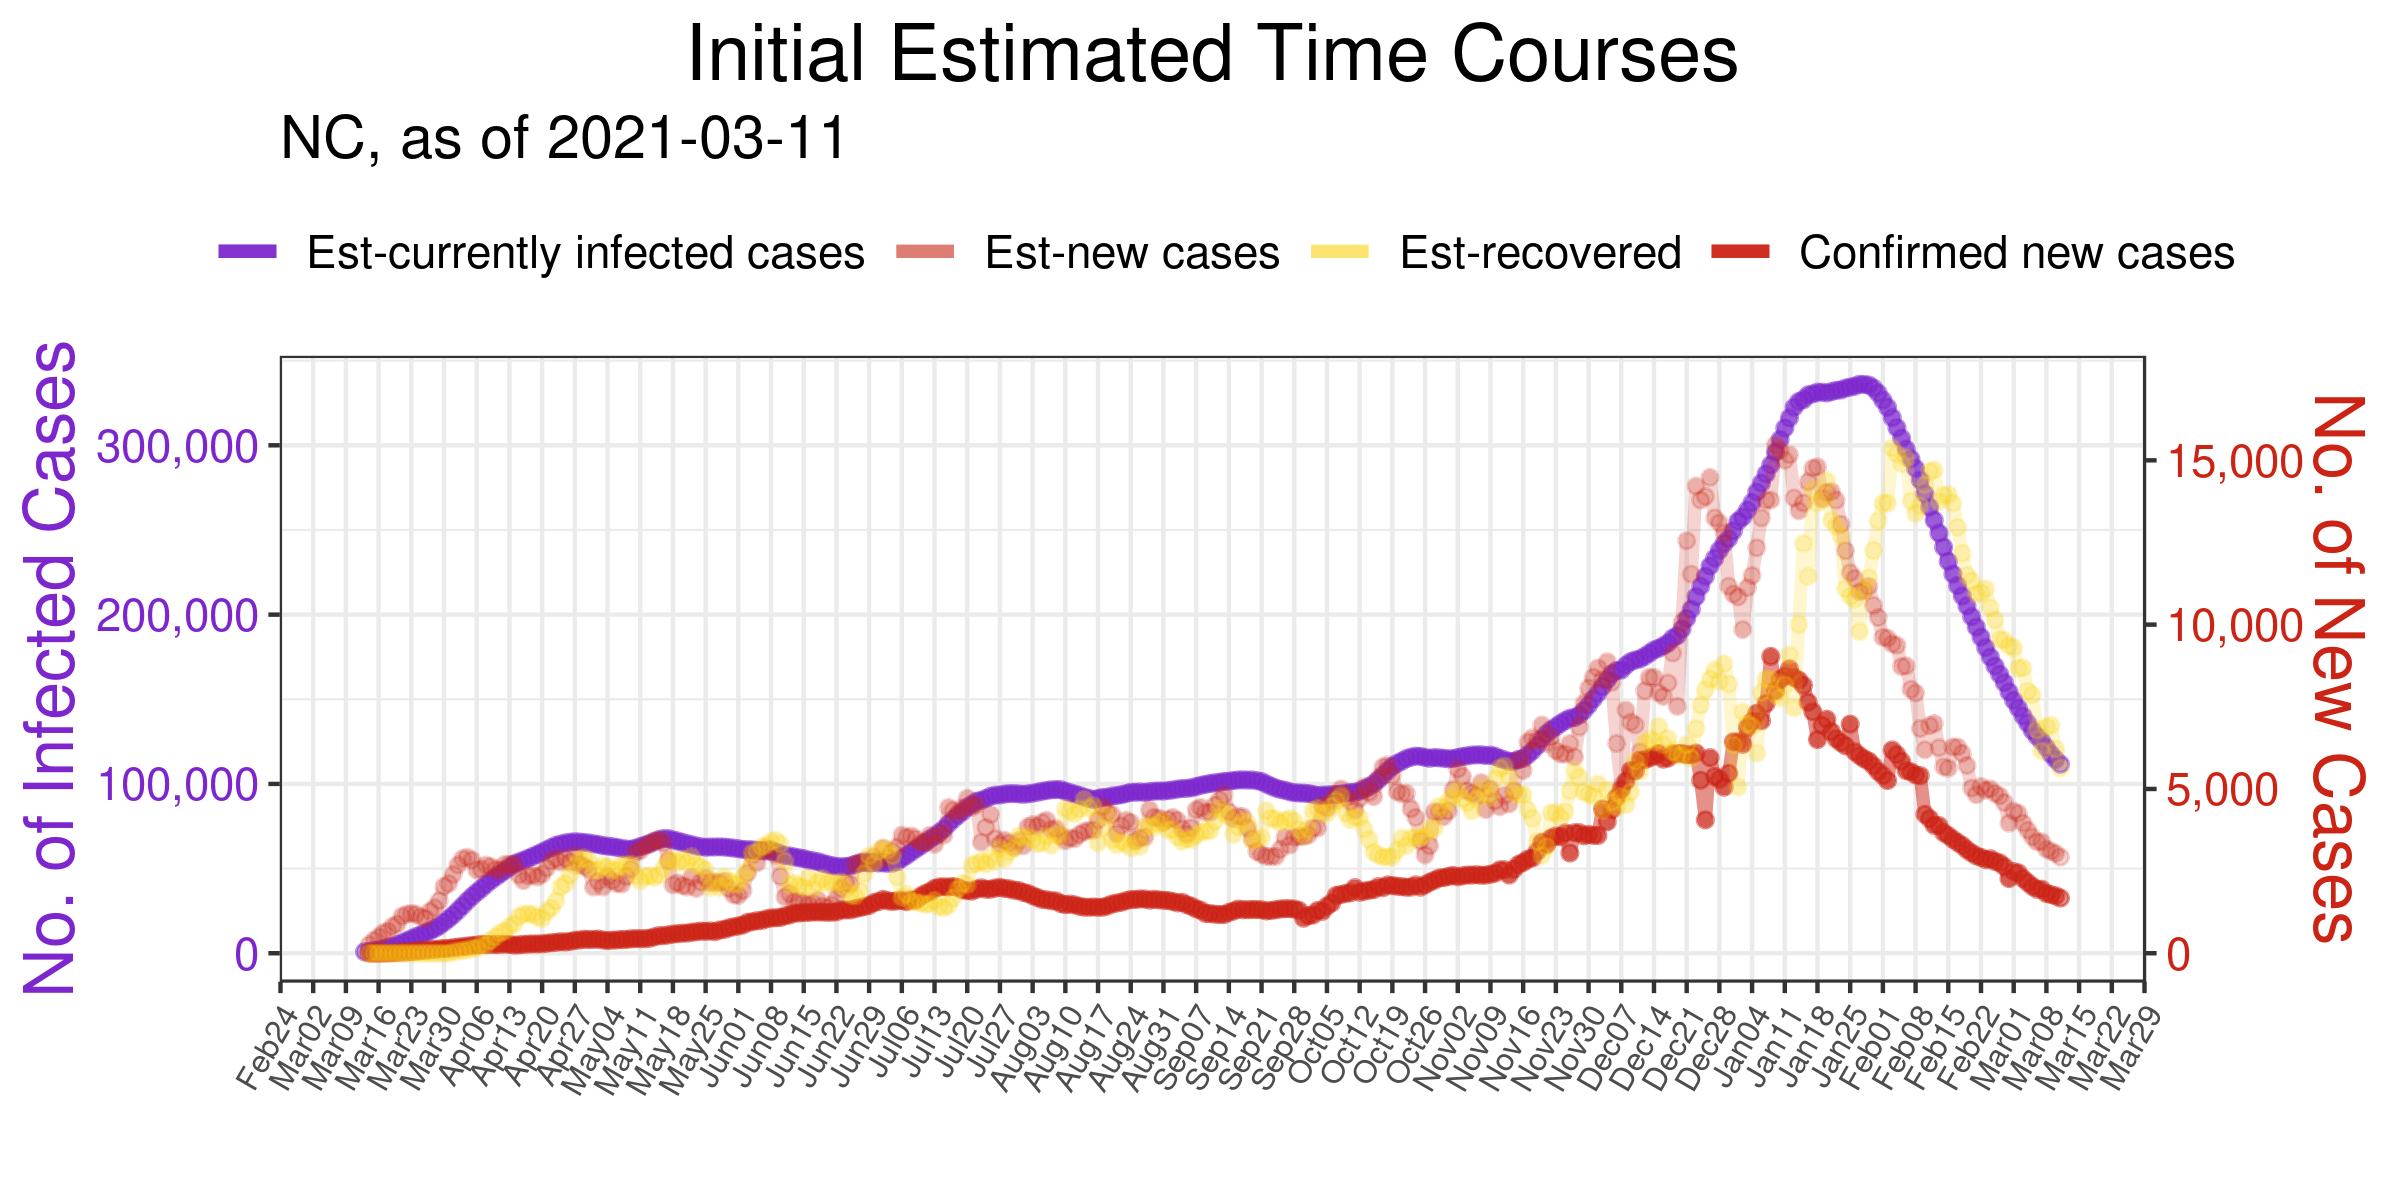 Initial Estimated Time Courses
NC, as of 2021-03-11
Est-currently infected cases Est-new cases Est-recovered Confirmed new cases
No. of Infected Cases
300,000
200,000
100,000
0
15,000
10,000
5,000
0
No. of New Cases
Feb24 Mar02 Mar09 Mar16 Mar23 Mar30 Apr06 Apr13 Apr20 Apr27 May04 May11 May18 May25 Jun01 Jun08 Jun15 Jun22 Jun29 Jul06 Jul13 Jul20 Jul27 Aug03 Aug10 Aug17 Aug24 Aug31 Sep07 Sep14 Sep21 Sep28 Oct05 Oct12 Oct19 Oct26 Nov02 Nov09 Nov16 Nov23 Nov30 Dec07 Dec14 Dec21 Dec28 Jan04 Jan11 Jan18 Jan25 Feb01 Feb08 Feb15 Feb22 Mar01 Mar08 Mar15 Mar22 Mar29